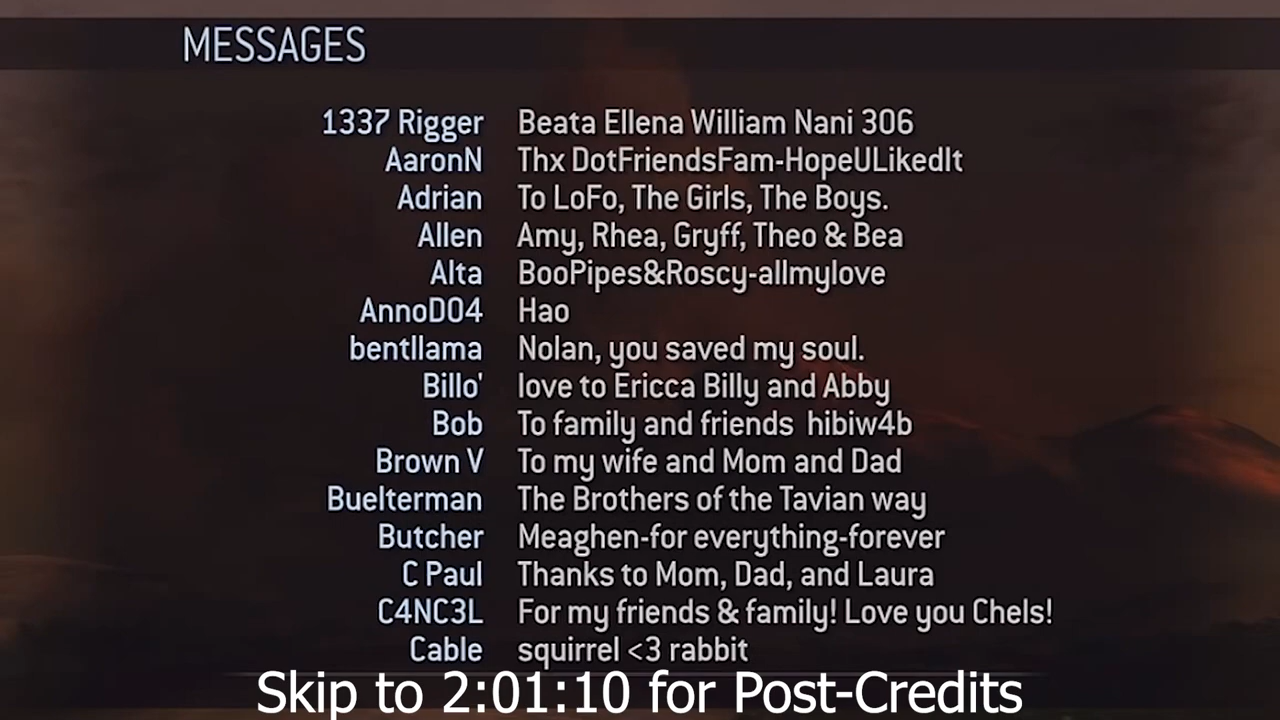 MESSAGES
1337 Rigger Beata Ellena William Nani 306
AaronN Thx DotFriendsFam-HopeULikedIt
Adrian To LoFo, The Girls, The Boys.
Allen Amy, Rhea, Gryff, Theo & Bea
Alta BooPipes&Roscy-allmylove
AnnoD04 Hao
bentllama Nolan, you saved my soul.
Billo' love to Ericca Billy and Abby
Bob To family and friends  hibiw4b
Brown V To my wife and Mom and Dad
Buelterman The Brothers of the Tavian way
Butcher Meaghen-for everything-forever
C Paul Thanks to Mom, Dad, and Laura
C4NC3L For my friends & family! Love you Chels!
Cable squirrel <3 rabbit
Skip to 2:01:10 for Post-Credits